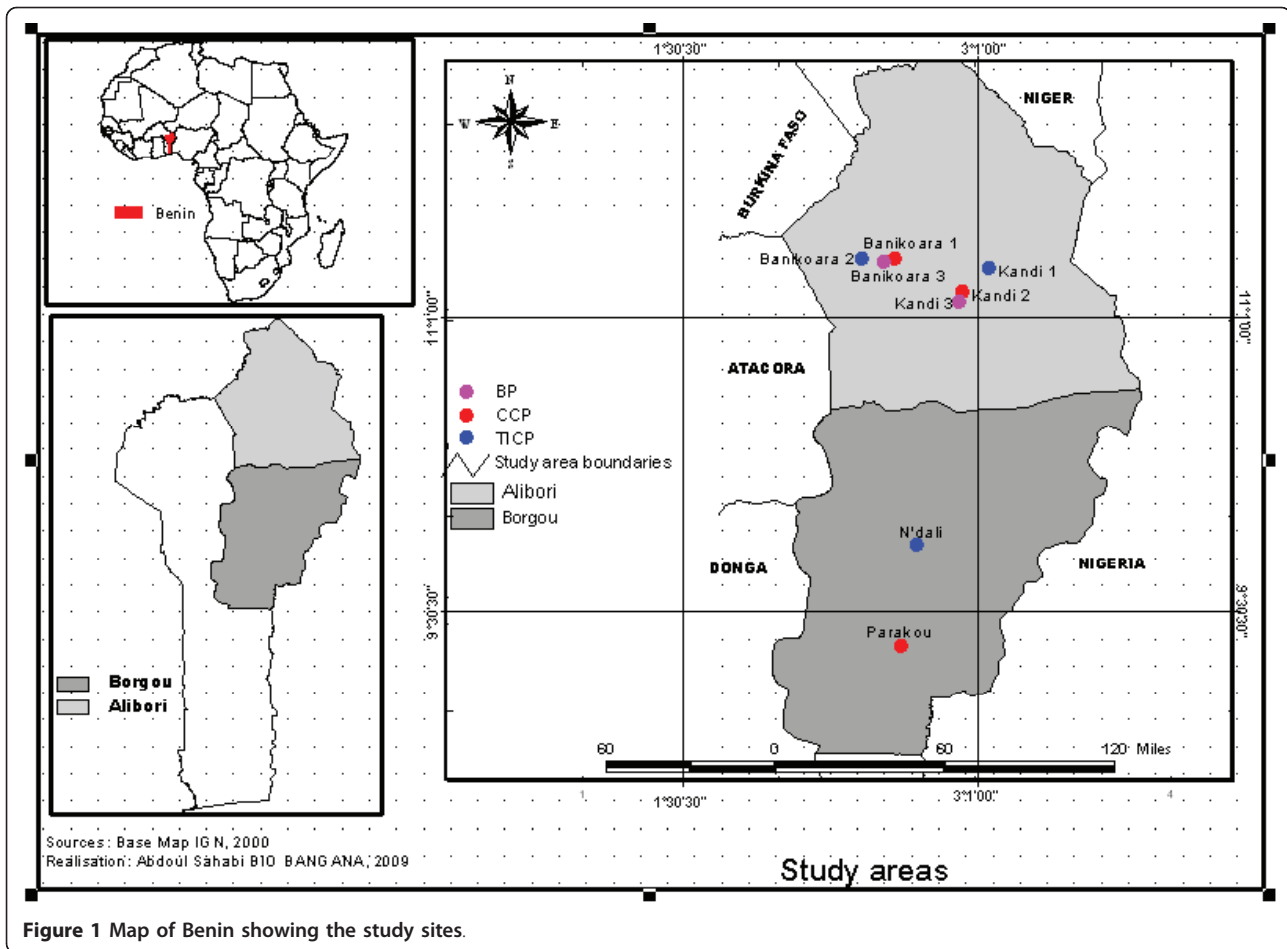 Benin
Borgou
Alibori
Sources: Base Map IGN, 2000
Realisation: Abdoul Sahabi BIO BANGANA, 2009
1°30'30"
3°1'00"
N
W
E
S
BURKINA FASO
NIGER
Banikoara 1
Banikoara 2
Banikoara 3
Kandi 1
Kandi 2
Kandi 3
11°1'00"
11°1'00"
ATACORA
BP
CCP
TICP
Study area boundaries
Alibori
Borgou
N'dali
DONGA
NIGERIA
9°30'30"
9°30'30"
Parakou
60
0
60
120 Miles
1
1°30'30"
3°1'00"
4
Study areas
Figure 1 Map of Benin showing the study sites.